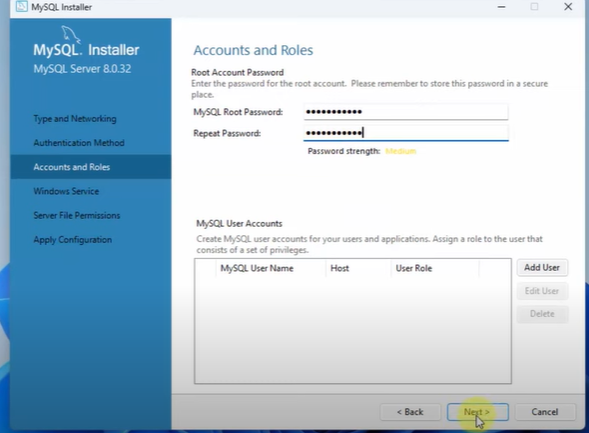 MySQL Installer
MySQL. Installer
MySQL Server 8.0.32
Type and Networking
Authentication Method
Accounts and Roles
Windows Service
Server File Permissions
Apply Configuration
Accounts and Roles
Root Account Password
Enter the password for the root account. Please remember to store this password in a secure
place.
MySQL Root Password: •••••••••••
Repeat Password: •••••••••••
Password strength: Medium
MySQL User Accounts
Create MySQL user accounts for your users and applications. Assign a role to the user that
consists of a set of privileges.
MySQL User Name Host User Role
Add User
Edit User
Delete
< Back Next > Cancel